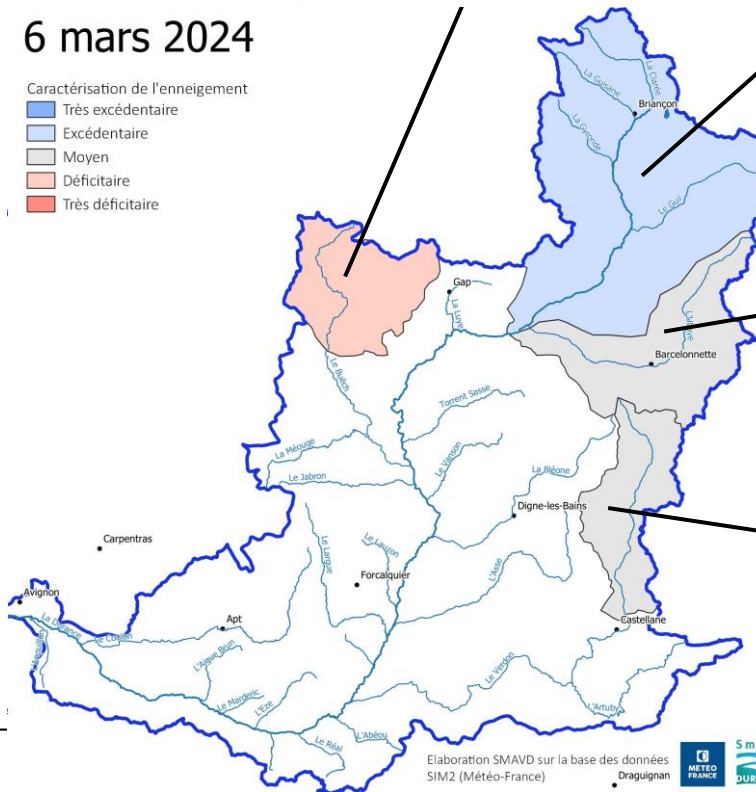 6 mars 2024
Caractérisation de l'enneigement
Très excédentaire
Excédentaire
Moyen
Déficitaire
Très déficitaire
La Clarée
La Guisane
Briançon
La Gyronde
Le Guil
Gap
La Luye
L'Ubaye
Barcelonnette
Le Buëch
Torrent Sasse
La Méouge
Le Vanson
La Bléone
Le Jabron
Digne-les-Bains
Carpentras
Le Largue
Le Lauzon
L'Asse
Forcalquier
Avignon
La Durance
Le Coulon
Apt
Castellane
L'Aigue Brun
Le Verdon
Le Marderic
L'Eze
L'Artuby
Le Réal
L'Abéou
Elaboration SMAVD sur la base des données
SIM2 (Météo-France)
Draguignan
METEO
FRANCE
Sm
DUR